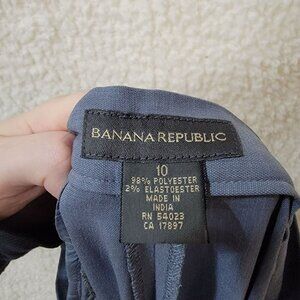 BANANA REPUBLIC
10
98% POLYESTER
2% ELASTOESTER
MADE IN
INDIA
RN 54023
CA 17897